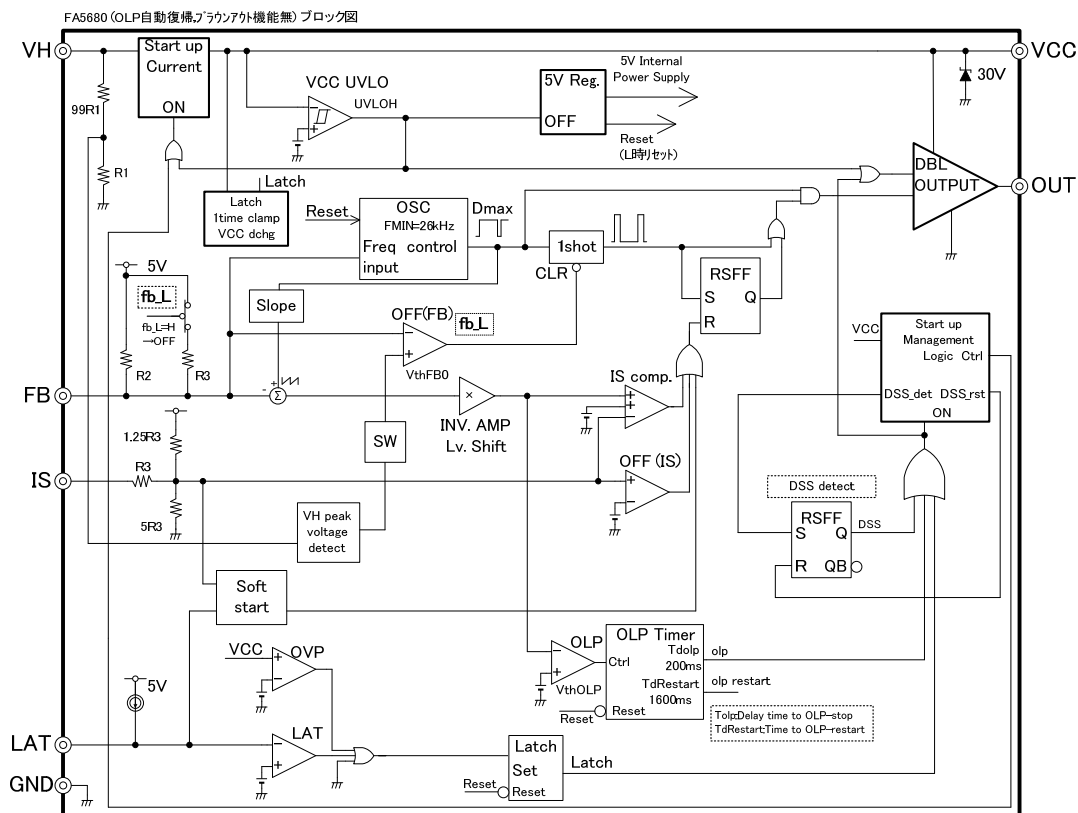 FA5680 (OLP自動復帰,ﾌﾞﾗｳﾝｱｳﾄ機能無) ブロック図
VH
Start up
Current
ON
VCC
5V Internal
Power Supply
30V
VCC UVLO
UVLOH
5V Reg.
OFF
Reset
(L時リセット)
99R1
R1
Latch
Latch
1time clamp
VCC dchg
Reset
OSC
FMIN=26kHz
Freq control
input
Dmax
1shot
CLR
DBL
OUTPUT
OUT
RSFF
S Q
R
5V
fb_L
fb_L=H
→OFF
R2
R3
Slope
OFF(FB)
fb_L
VthFB0
VCC
Start up
Management
Logic Ctrl
DSS_det DSS_rst
ON
FB
Σ
×
INV. AMP
Lv. Shift
IS comp.
SW
1.25R3
R3
IS
5R3
OFF (IS)
VH peak
voltage
detect
DSS detect
RSFF
S Q
DSS
R QB
Soft
start
OLP
VthOLP
OLP Timer
Tdolp
200ms
Ctrl
TdRestart
1600ms
Reset
Reset
olp
olp restart
Tolp:Delay time to OLP-stop
TdRestart:Time to OLP-restart
VCC
OVP
5V
LAT
LAT
Latch
Set
Reset
Reset
Latch
GND